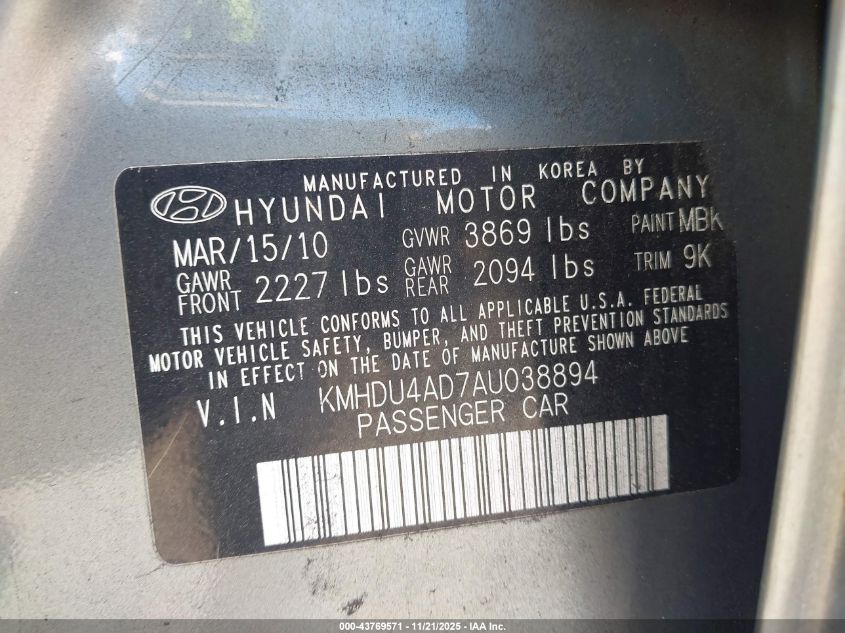 MANUFACTURED IN KOREA BY
HYUNDAI MOTOR COMPANY
MAR/15/10 GVWR 3869 lbs PAINT MBK
GAWR FRONT 2227 lbs GAWR REAR 2094 lbs TRIM 9K
THIS VEHICLE CONFORMS TO ALL APPLICABLE U.S.A. FEDERAL
MOTOR VEHICLE SAFETY, BUMPER, AND THEFT PREVENTION STANDARDS
IN EFFECT ON THE DATE OF MANUFACTURE SHOWN ABOVE
V.I.N KMHDU4AD7AU038894
PASSENGER CAR
000-43769571 - 11/21/2025 - IAA Inc.